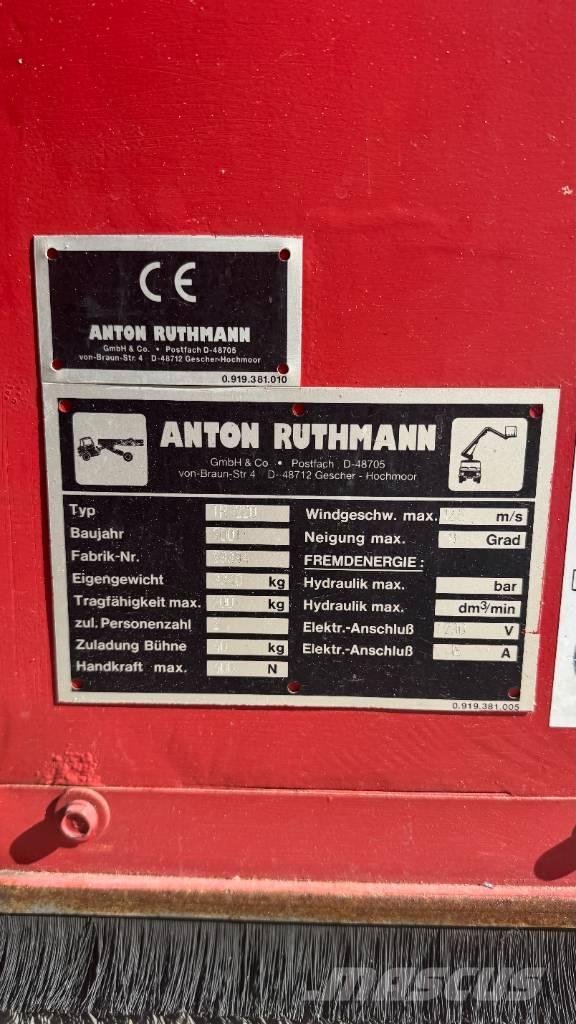 CE
ANTON RUTHMANN
GmbH & Co. • Postfach D-48705
von-Braun-Str. 4 D-48712 Gescher-Hochmoor
0.919.381.010
ANTON RUTHMANN
GmbH & Co • Postfach D-48705
von-Braun-Str 4 D-48712 Gescher - Hochmoor
Typ
Baujahr
Fabrik-Nr.
Eigengewicht kg
Tragfähigkeit max. kg
zul. Personenzahl
Zuladung Bühne kg
Handkraft max. N
Windgeschw. max. m/s
Neigung max. Grad
FREMDENERGIE :
Hydraulik max. bar
Hydraulik max. dm³/min
Elektr.-Anschluß V
Elektr.-Anschluß A
0.919.381.005
mascus